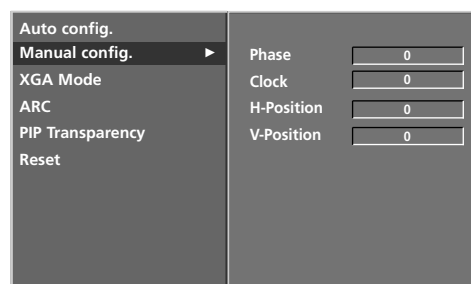 Auto config.
Manual config. ►
XGA Mode
ARC
PIP Transparency
Reset
Phase 0
Clock 0
H-Position 0
V-Position 0